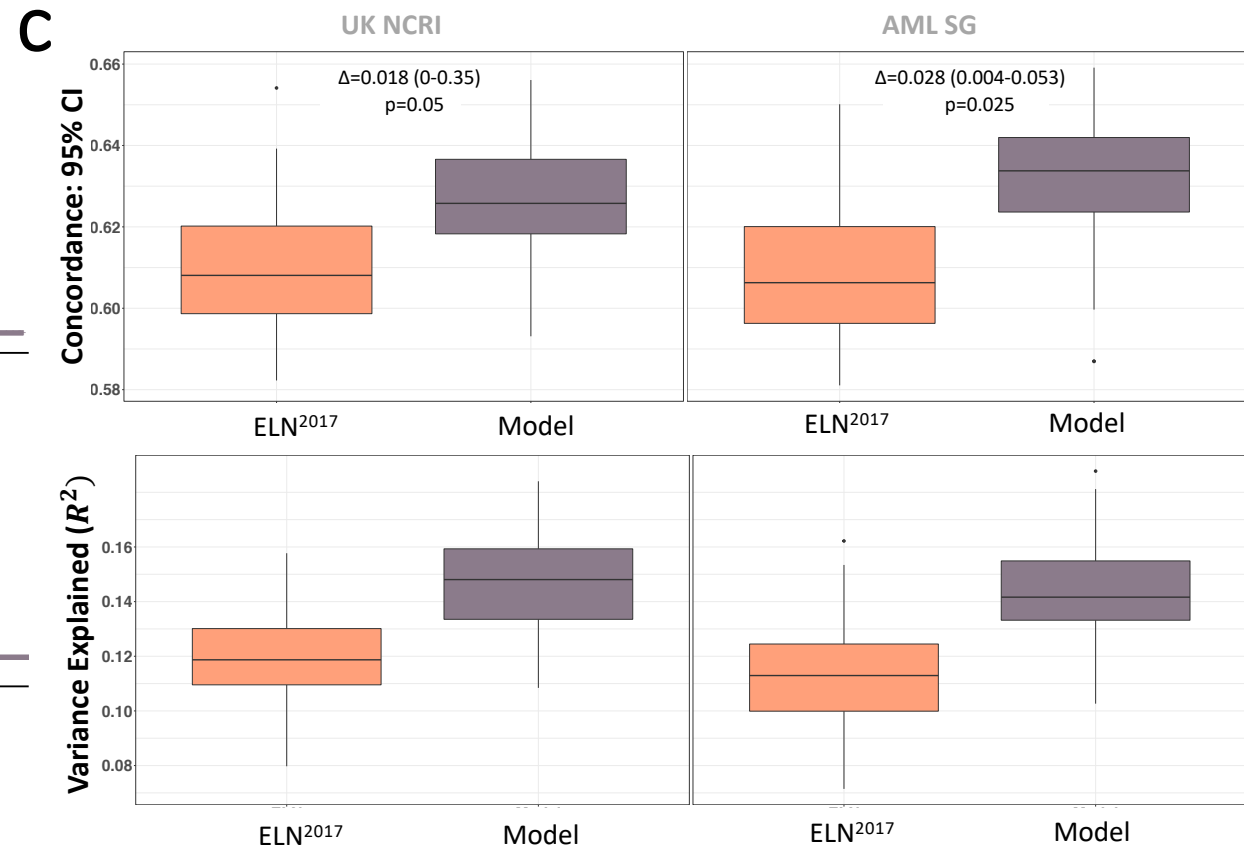 C
UK NCRI
AML SG
Concordance: 95% CI
0.66
0.64
0.62
0.60
0.58
Δ=0.018 (0-0.35)
p=0.05
Δ=0.028 (0.004-0.053)
p=0.025
ELN²⁰¹⁷
Model
ELN²⁰¹⁷
Model
Variance Explained (R²)
0.16
0.14
0.12
0.10
0.08
ELN²⁰¹⁷
Model
ELN²⁰¹⁷
Model